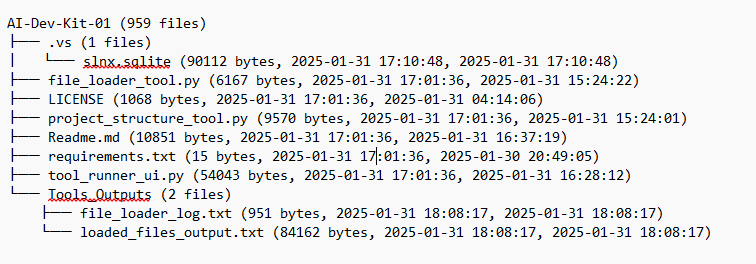 AI-Dev-Kit-01 (959 files)
├── .vs (1 files)
│   └── slnx.sqlite (90112 bytes, 2025-01-31 17:10:48, 2025-01-31 17:10:48)
├── file_loader_tool.py (6167 bytes, 2025-01-31 17:01:36, 2025-01-31 15:24:22)
├── LICENSE (1068 bytes, 2025-01-31 17:01:36, 2025-01-31 04:14:06)
├── project_structure_tool.py (9570 bytes, 2025-01-31 17:01:36, 2025-01-31 15:24:01)
├── Readme.md (10851 bytes, 2025-01-31 17:01:36, 2025-01-31 16:37:19)
├── requirements.txt (15 bytes, 2025-01-31 17:01:36, 2025-01-30 20:49:05)
├── tool_runner_ui.py (54043 bytes, 2025-01-31 17:01:36, 2025-01-31 16:28:12)
└── Tools_Outputs (2 files)
    ├── file_loader_log.txt (951 bytes, 2025-01-31 18:08:17, 2025-01-31 18:08:17)
    └── loaded_files_output.txt (84162 bytes, 2025-01-31 18:08:17, 2025-01-31 18:08:17)